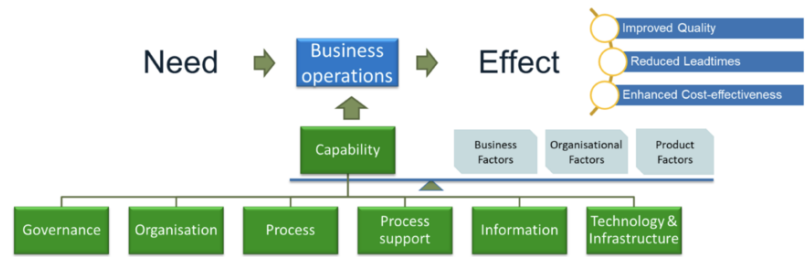 Need
Business
operations
Effect
Improved Quality
Reduced Leadtimes
Enhanced Cost-effectiveness
Capability
Business
Factors
Organisational
Factors
Product
Factors
Governance
Organisation
Process
Process
support
Information
Technology &
Infrastructure